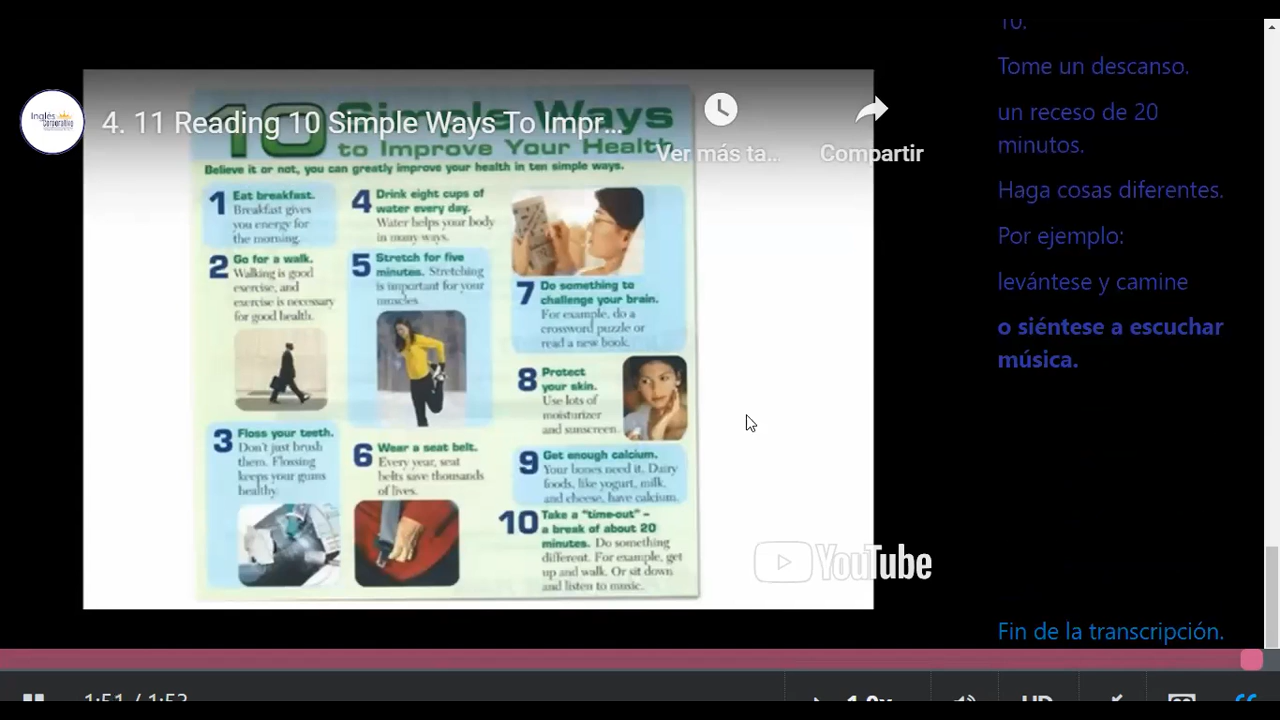 Inglés
Corporativo
4. 11 Reading 10 Simple Ways To Impr...
Ver más ta...
Compartir
10 Simple Ways
to Improve Your Health
Believe it or not, you can greatly improve your health in ten simple ways.
1 Eat breakfast.
Breakfast gives
you energy for
the morning.
2 Go for a walk.
Walking is good
exercise, and
exercise is necessary
for good health.
3 Floss your teeth.
Don't just brush
them. Flossing
keeps your gums
healthy.
4 Drink eight cups of
water every day.
Water helps your body
in many ways.
5 Stretch for five
minutes. Stretching
is important for your
muscles.
6 Wear a seat belt.
Every year, seat
belts save thousands
of lives.
7 Do something to
challenge your brain.
For example, do a
crossword puzzle or
read a new book.
8 Protect
your skin.
Use lots of
moisturizer
and sunscreen.
9 Get enough calcium.
Your bones need it. Dairy
foods, like yogurt, milk,
and cheese, have calcium.
10 Take a "time-out" –
a break of about 20
minutes. Do something
different. For example, get
up and walk. Or sit down
and listen to music.
YouTube
10.
Tome un descanso.
un receso de 20
minutos.
Haga cosas diferentes.
Por ejemplo:
levántese y camine
o siéntese a escuchar
música.
Fin de la transcripción.
1:51 / 1:53
1.0x
HD